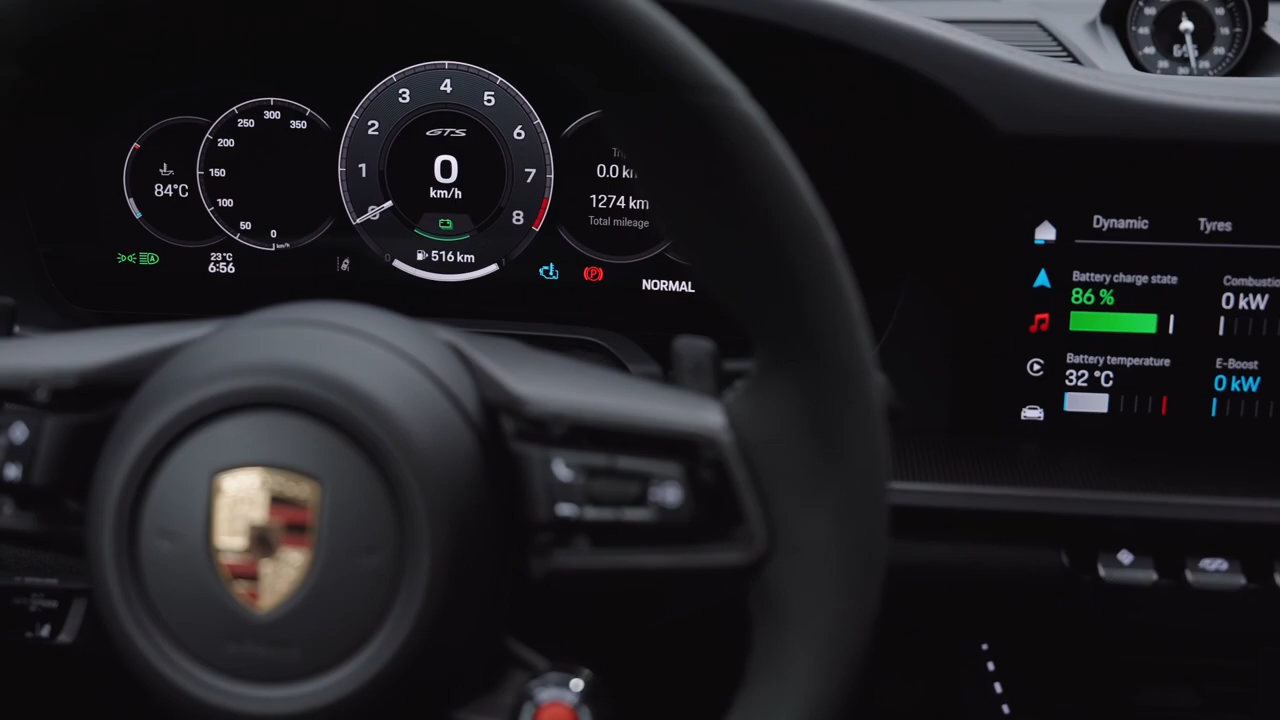 84°C
250
300
350
200
150
100
50
0
km/h
23°C
6:56
A
1
2
3
4
5
6
7
8
0
GTS
0
km/h
516 km
P
0.0
1274 km
Total mileage
NORMAL
Dynamic
Tyres
Battery charge state
86 %
0 kW
Battery temperature
32 °C
E-Boost
0 kW